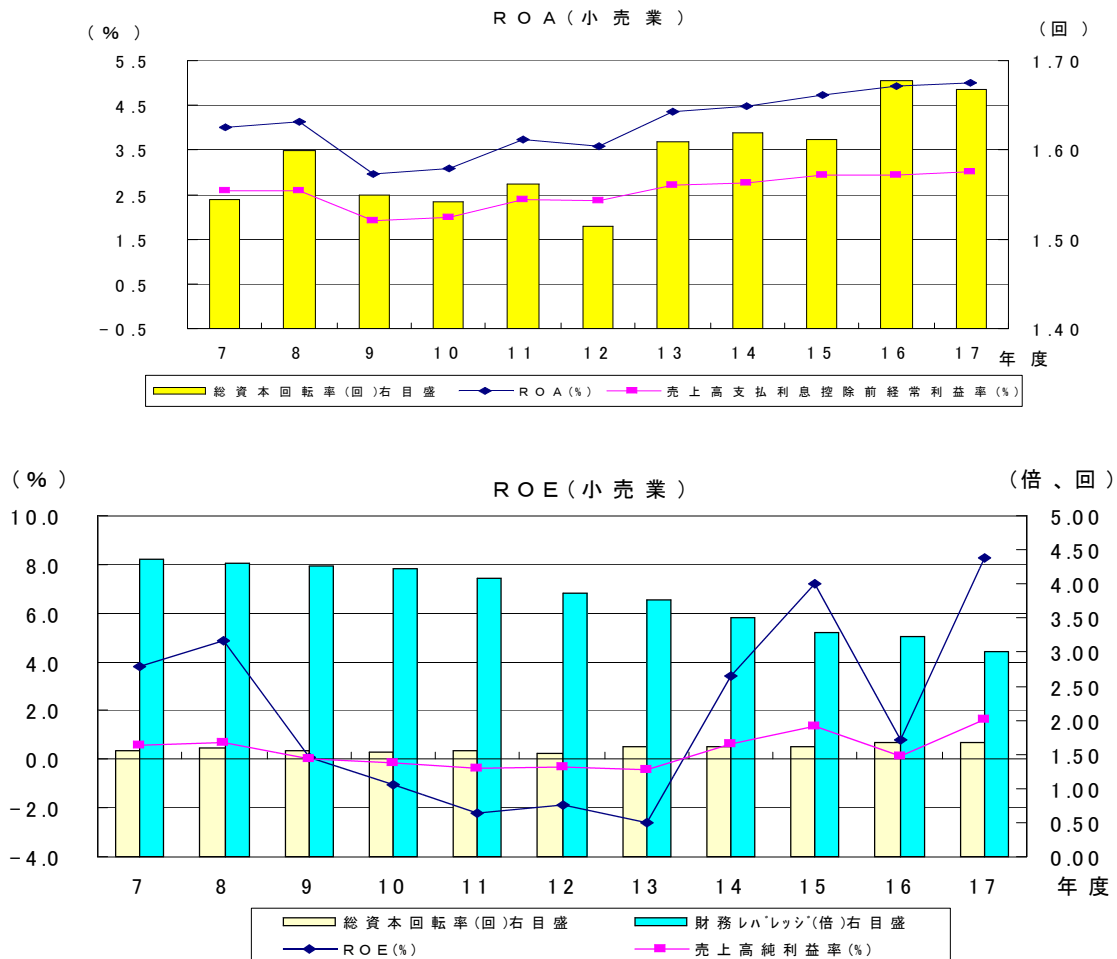 ROA(小売業)
(%)
(回)
5.5
4.5
3.5
2.5
1.5
0.5
-0.5
1.70
1.60
1.50
1.40
7 8 9 10 11 12 13 14 15 16 17
年度
総資本回転率(回)右目盛 ROA(%) 売上高支払利息控除前経常利益率(%)
(%)
(倍、回)
ROE(小売業)
10.0
8.0
6.0
4.0
2.0
0.0
-2.0
-4.0
5.00
4.50
4.00
3.50
3.00
2.50
2.00
1.50
1.00
0.50
0.00
7 8 9 10 11 12 13 14 15 16 17
年度
総資本回転率(回)右目盛 財務レバレッジ(倍)右目盛
ROE(%) 売上高純利益率(%)